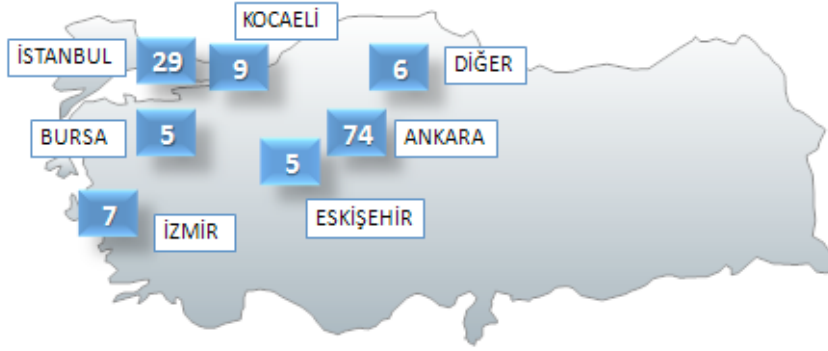 KOCAELİ
İSTANBUL
29
9
6
DİĞER
BURSA
5
74
ANKARA
5
7
ESKİŞEHİR
İZMİR